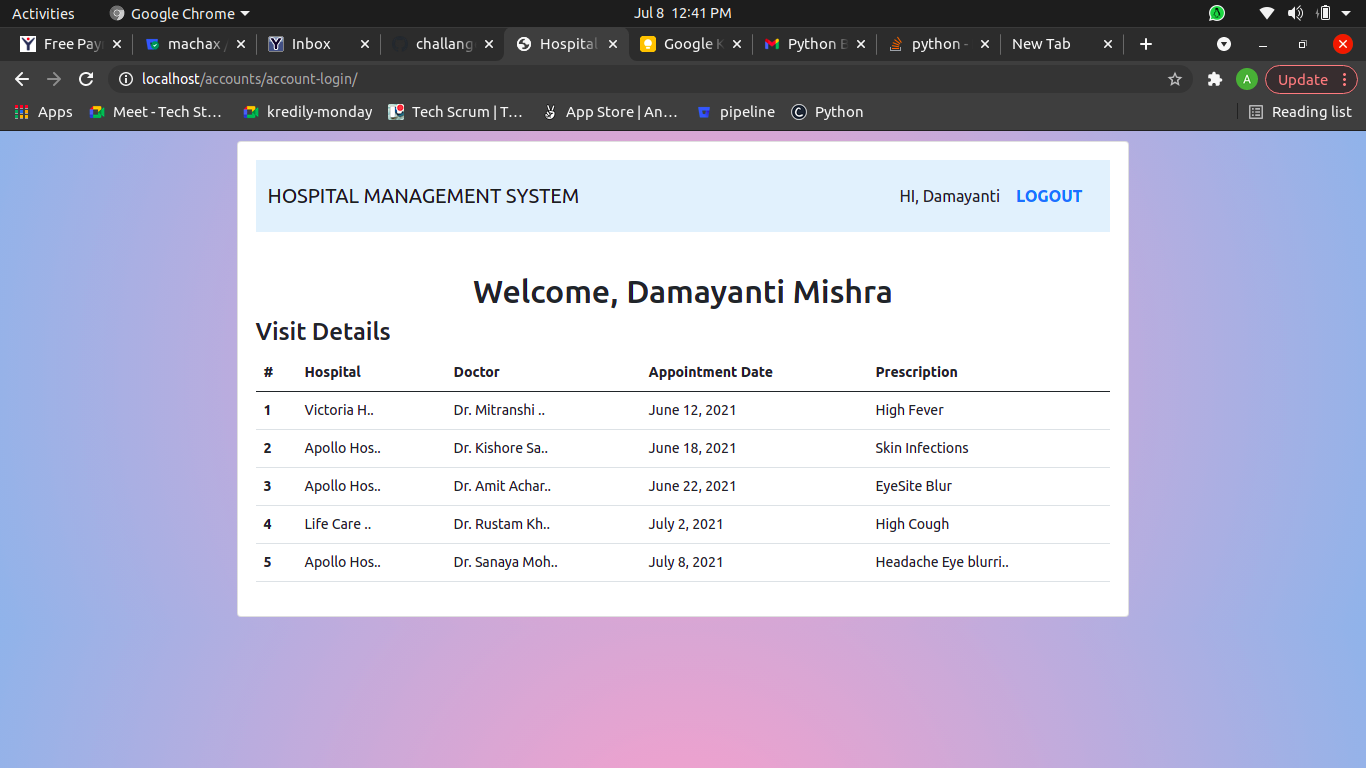 Activities Google Chrome Jul 8 12:41 PM
Free Pay machax / Inbox challang Hospital Google K Python B python - New Tab
localhost/accounts/account-login/ A Update
Apps Meet - Tech St... kredily-monday Tech Scrum | T... App Store | An... pipeline Python Reading list
HOSPITAL MANAGEMENT SYSTEM HI, Damayanti LOGOUT
Welcome, Damayanti Mishra
Visit Details
# Hospital Doctor Appointment Date Prescription
1 Victoria H.. Dr. Mitranshi .. June 12, 2021 High Fever
2 Apollo Hos.. Dr. Kishore Sa.. June 18, 2021 Skin Infections
3 Apollo Hos.. Dr. Amit Achar.. June 22, 2021 EyeSite Blur
4 Life Care .. Dr. Rustam Kh.. July 2, 2021 High Cough
5 Apollo Hos.. Dr. Sanaya Moh.. July 8, 2021 Headache Eye blurri..